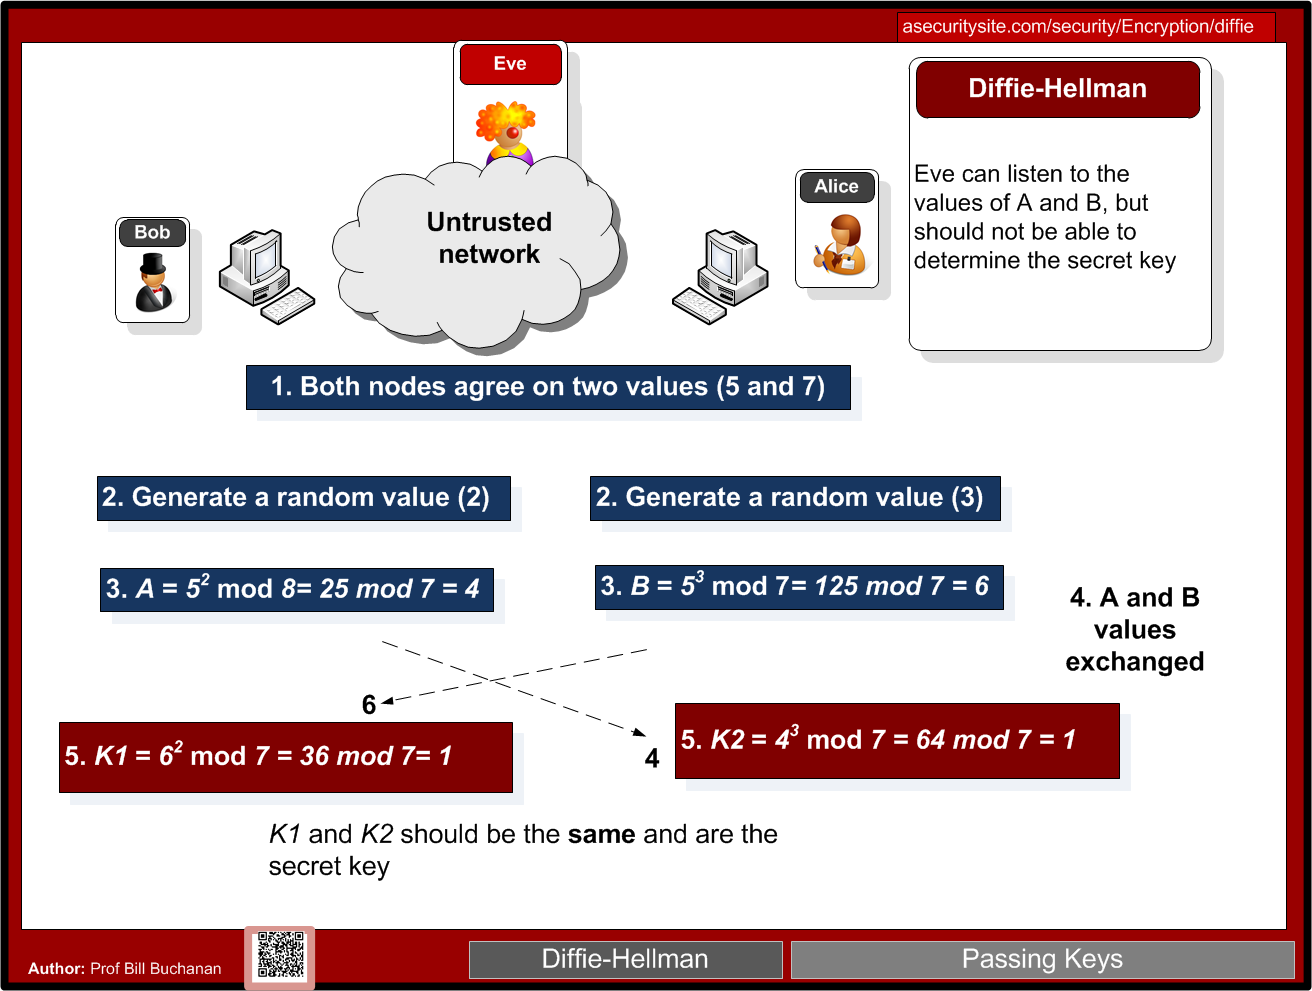 asecuritysite.com/security/Encryption/diffie
Eve
Diffie-Hellman
Eve can listen to the
values of A and B, but
should not be able to
determine the secret key
Alice
Bob
Untrusted
network
1. Both nodes agree on two values (5 and 7)
2. Generate a random value (2)
2. Generate a random value (3)
3. A = 5² mod 8= 25 mod 7 = 4
3. B = 5³ mod 7= 125 mod 7 = 6
4. A and B
values
exchanged
6
4
5. K1 = 6² mod 7 = 36 mod 7= 1
5. K2 = 4³ mod 7 = 64 mod 7 = 1
K1 and K2 should be the same and are the
secret key
Author: Prof Bill Buchanan
Diffie-Hellman
Passing Keys